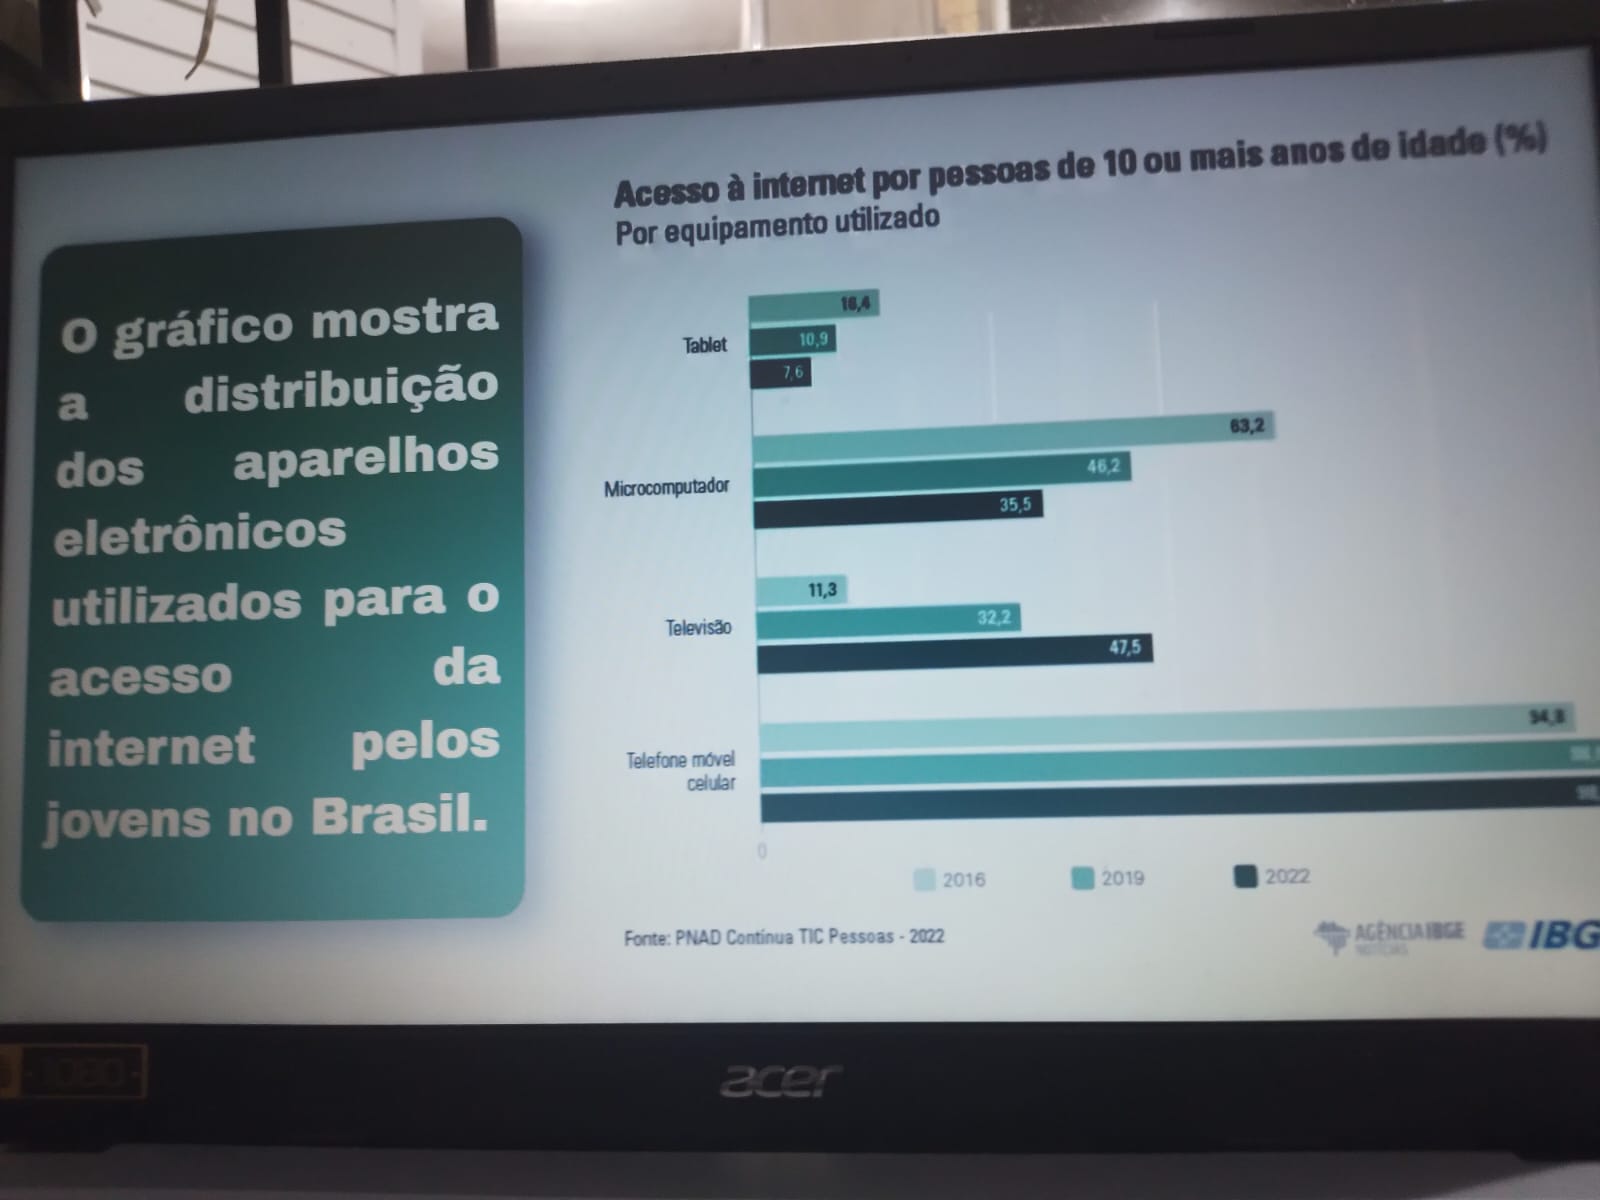 O gráfico mostra
a distribuição
dos aparelhos
eletrônicos
utilizados para o
acesso da
internet pelos
jovens no Brasil.
Acesso à internet por pessoas de 10 ou mais anos de idade (%)
Por equipamento utilizado
Tablet
16,4
10,9
7,6
Microcomputador
63,2
46,2
35,5
Televisão
11,3
32,2
47,5
Telefone móvel
celular
94,8
0
2016
2019
2022
Fonte: PNAD Contínua TIC Pessoas - 2022
AGÊNCIA IBGE
NOTÍCIAS
IBG
1080
acer